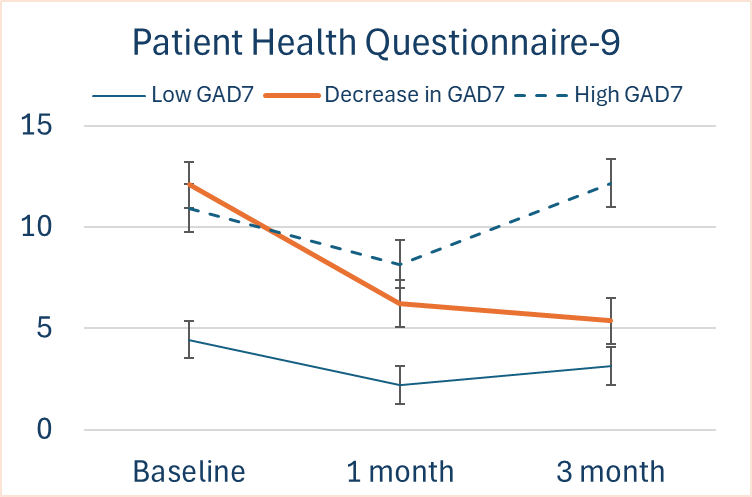 Patient Health Questionnaire-9
Low GAD7 Decrease in GAD7 High GAD7
15
10
5
0
Baseline 1 month 3 month